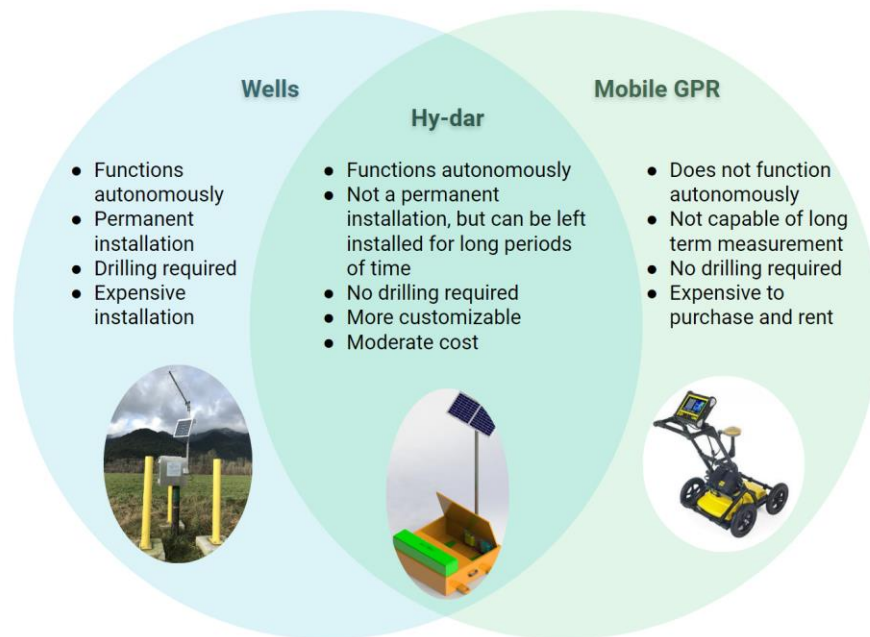 Wells
● Functions
autonomously
● Permanent
installation
● Drilling required
● Expensive
installation
Hy-dar
● Functions autonomously
● Not a permanent
installation, but can be left
installed for long periods
of time
● No drilling required
● More customizable
● Moderate cost
Mobile GPR
● Does not function
autonomously
● Not capable of long
term measurement
● No drilling required
● Expensive to
purchase and rent